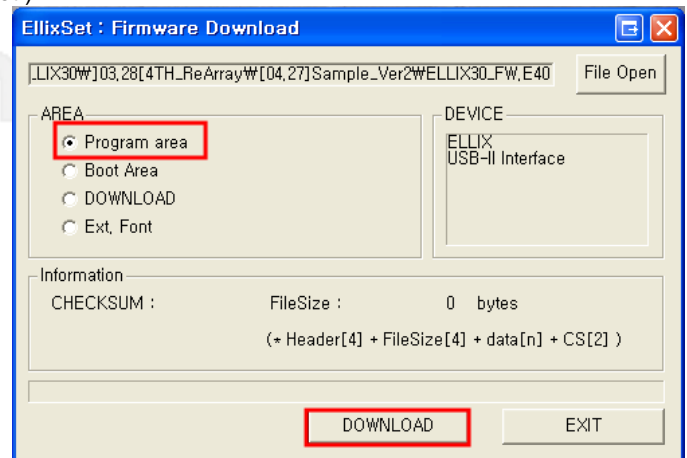 EllixSet : Firmware Download
.LIX30₩]03,28[4TH_ReArray₩[04,27]Sample_Ver2₩ELLIX30_FW,E40
File Open
AREA
Program area
Boot Area
DOWNLOAD
Ext, Font
DEVICE
ELLIX
USB-II Interface
Information
CHECKSUM : FileSize : 0 bytes
(* Header[4] + FileSize[4] + data[n] + CS[2] )
DOWNLOAD
EXIT